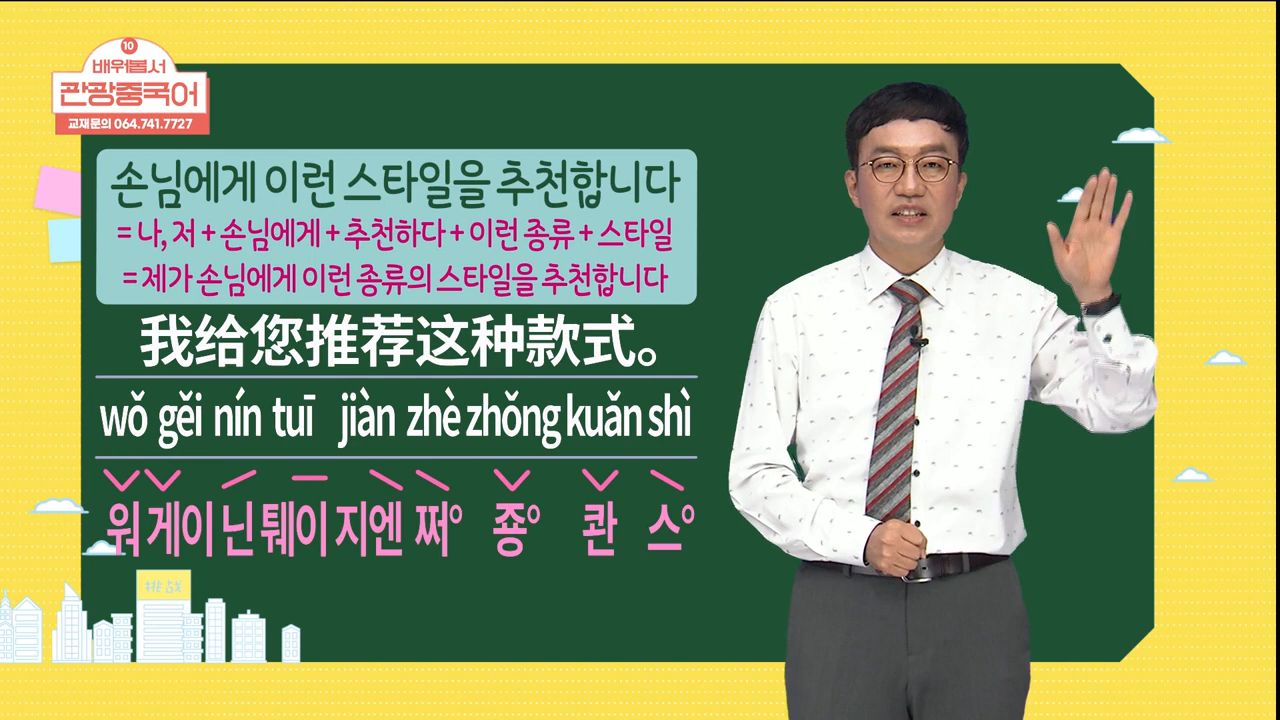 10
배워봅서
관광중국어
교재문의 064.741.7727
손님에게 이런 스타일을 추천합니다
= 나, 저 + 손님에게 + 추천하다 + 이런 종류 + 스타일
= 제가 손님에게 이런 종류의 스타일을 추천합니다
我给您推荐这种款式。
wǒ gěi nín tuī jiàn zhè zhǒng kuǎn shì
워 게이 닌 퉤이 지엔 쩌° 죵° 콴 스°
挑战